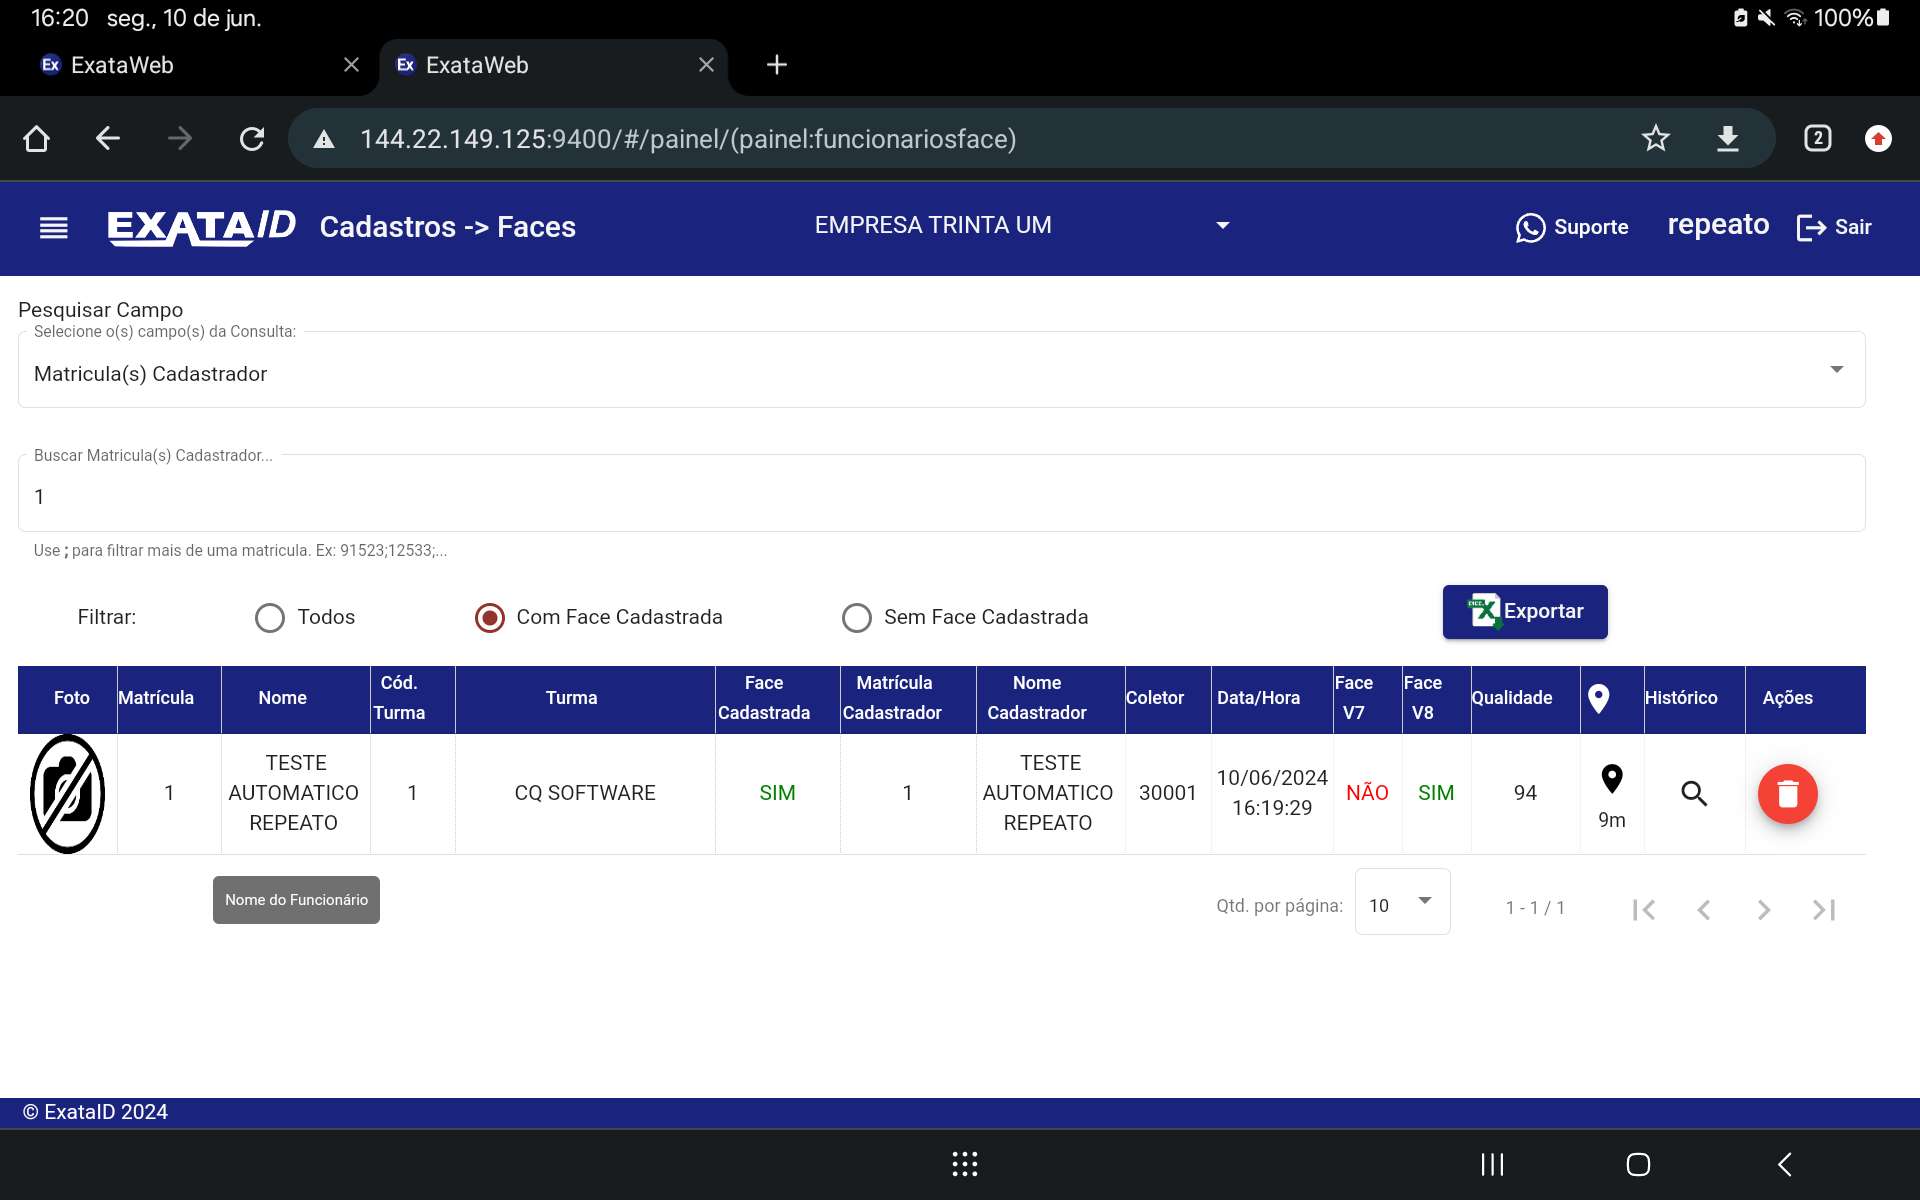 16:20 seg., 10 de jun.
100%
Ex ExataWeb
Ex ExataWeb
144.22.149.125:9400/#/painel/(painel:funcionariosface)
2
EXATA/ID
Cadastros -> Faces
EMPRESA TRINTA UM
Suporte
repeato
Sair
Pesquisar Campo
Selecione o(s) campo(s) da Consulta:
Matricula(s) Cadastrador
Buscar Matricula(s) Cadastrador...
1
Use ; para filtrar mais de uma matricula. Ex: 91523;12533;...
Filtrar:
Todos
Com Face Cadastrada
Sem Face Cadastrada
Exportar
Foto
Matrícula
Nome
Cód.
Turma
Turma
Face
Cadastrada
Matrícula
Cadastrador
Nome
Cadastrador
Coletor
Data/Hora
Face
V7
Face
V8
Qualidade
Histórico
Ações
1
TESTE
AUTOMATICO
REPEATO
1
CQ SOFTWARE
SIM
1
TESTE
AUTOMATICO
REPEATO
30001
10/06/2024
16:19:29
NÃO
SIM
94
9m
Nome do Funcionário
Qtd. por página:
10
1 - 1 / 1
© ExataID 2024